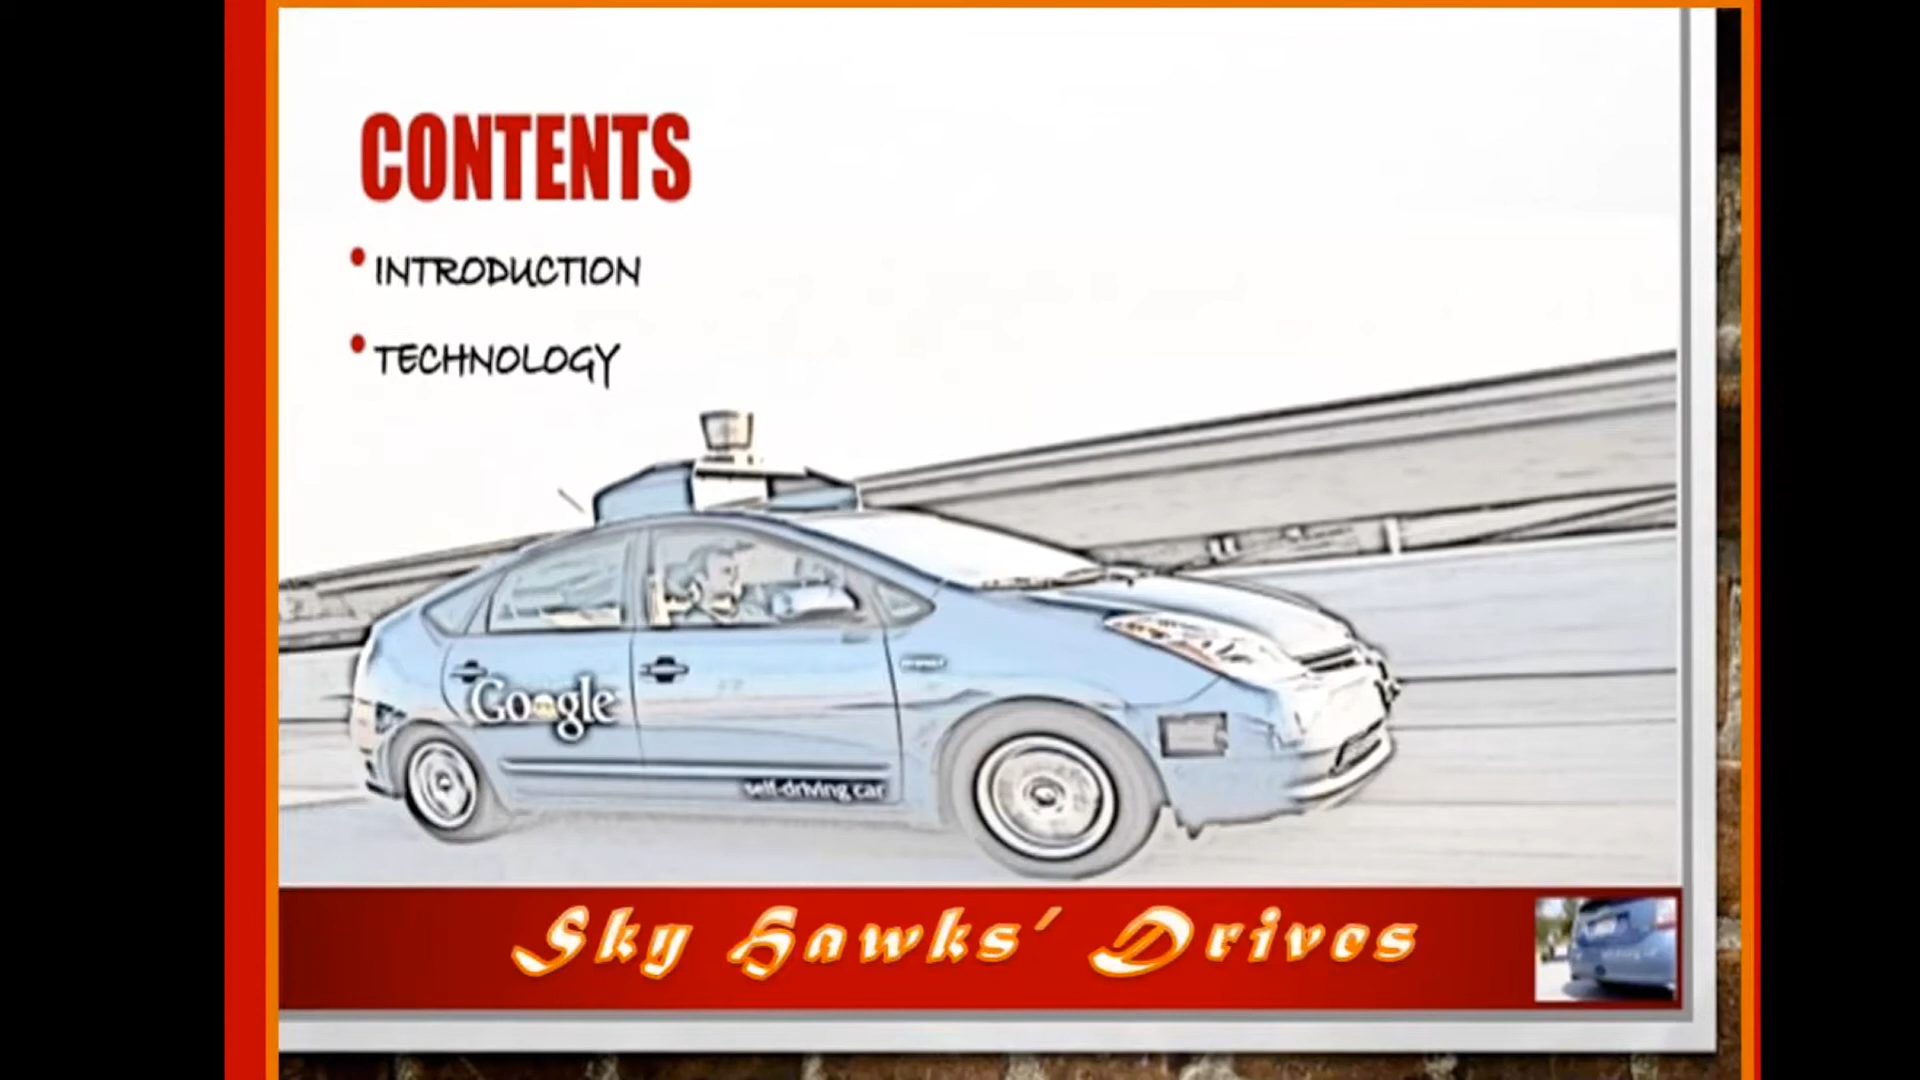 CONTENTS
• INTRODUCTION
• TECHNOLOGY
Google
self-driving car
Sky Hawks' Drives